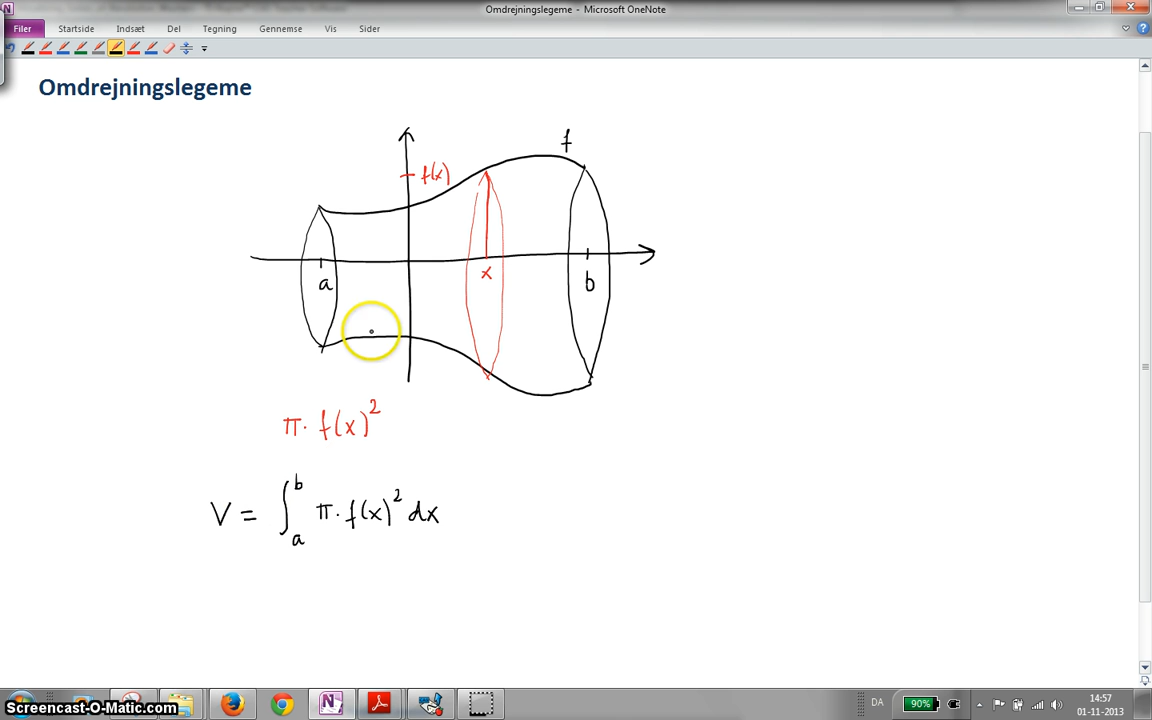 Omdrejningslegeme - Microsoft OneNote
Filer Startside Indsæt Del Tegning Gennemse Vis Sider
Omdrejningslegeme
f
f(x)
a x b
π · f(x)²
V = ∫ₐᵇ π · f(x)² dx
DA 90% 14:57
01-11-2013
Screencast-O-Matic.com